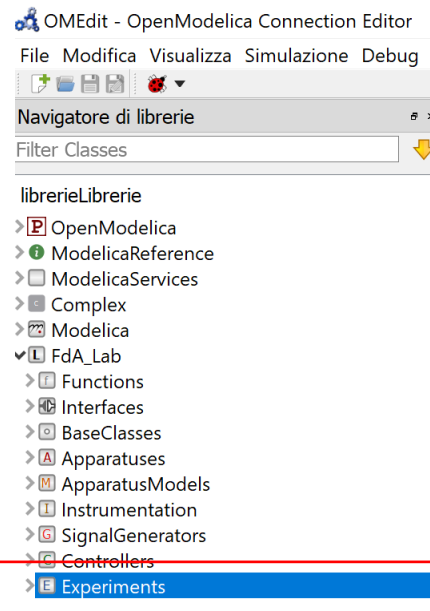 OMEdit - OpenModelica Connection Editor
File Modifica Visualizza Simulazione Debug
Navigatore di librerie
Filter Classes
librerieLibrerie
P OpenModelica
i ModelicaReference
ModelicaServices
c Complex
m Modelica
L FdA_Lab
f Functions
Interfaces
BaseClasses
A Apparatuses
M ApparatusModels
I Instrumentation
G SignalGenerators
C Controllers
E Experiments